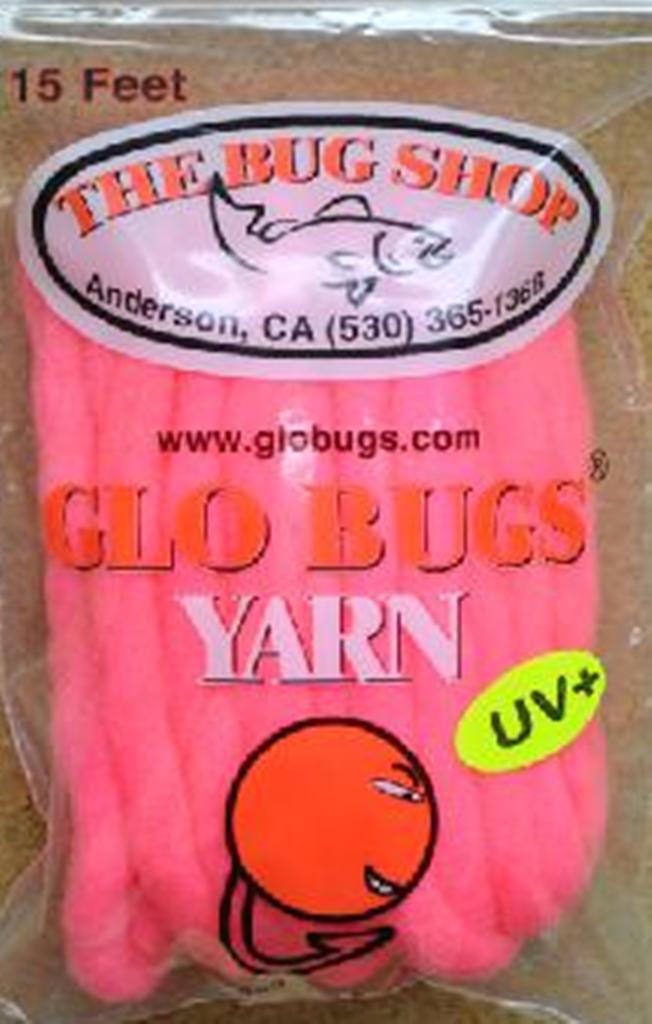 15 Feet
THE BUG SHOP
Anderson, CA (530) 365-1368
www.globugs.com
GLO BUGS®
YARN
UV+